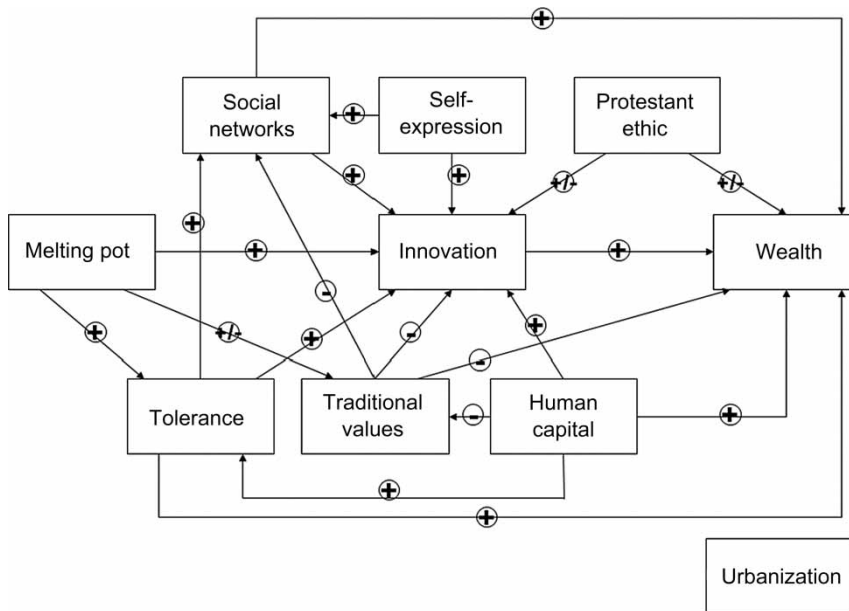 +
Social
networks
+
Self-
expression
Protestant
ethic
+
+
+/-
+/-
+
Melting pot
+
Innovation
+
Wealth
-
+
+/-
+
-
+
-
Tolerance
Traditional
values
-
Human
capital
+
+
+
Urbanization